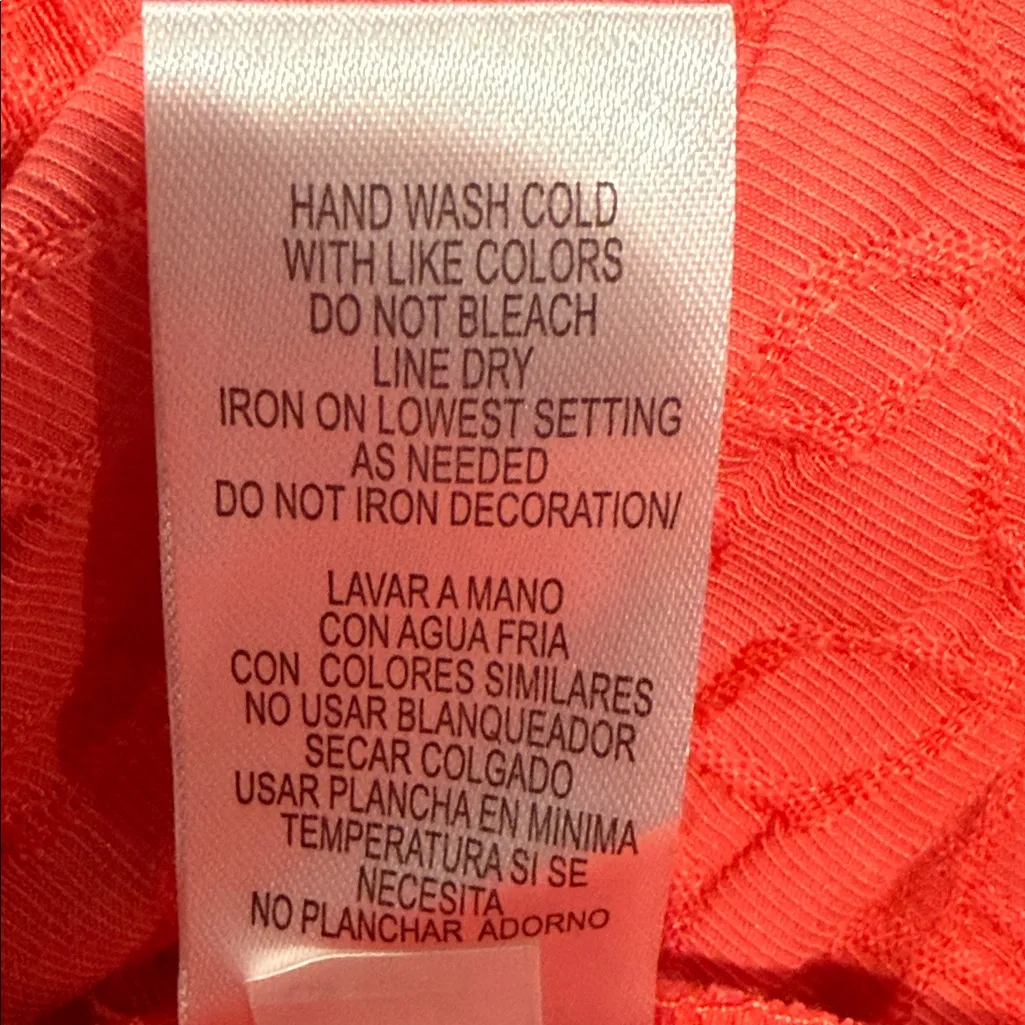 HAND WASH COLD
WITH LIKE COLORS
DO NOT BLEACH
LINE DRY
IRON ON LOWEST SETTING
AS NEEDED
DO NOT IRON DECORATION/
LAVAR A MANO
CON AGUA FRIA
CON COLORES SIMILARES
NO USAR BLANQUEADOR
SECAR COLGADO
USAR PLANCHA EN MINIMA
TEMPERATURA SI SE
NECESITA
NO PLANCHAR ADORNO